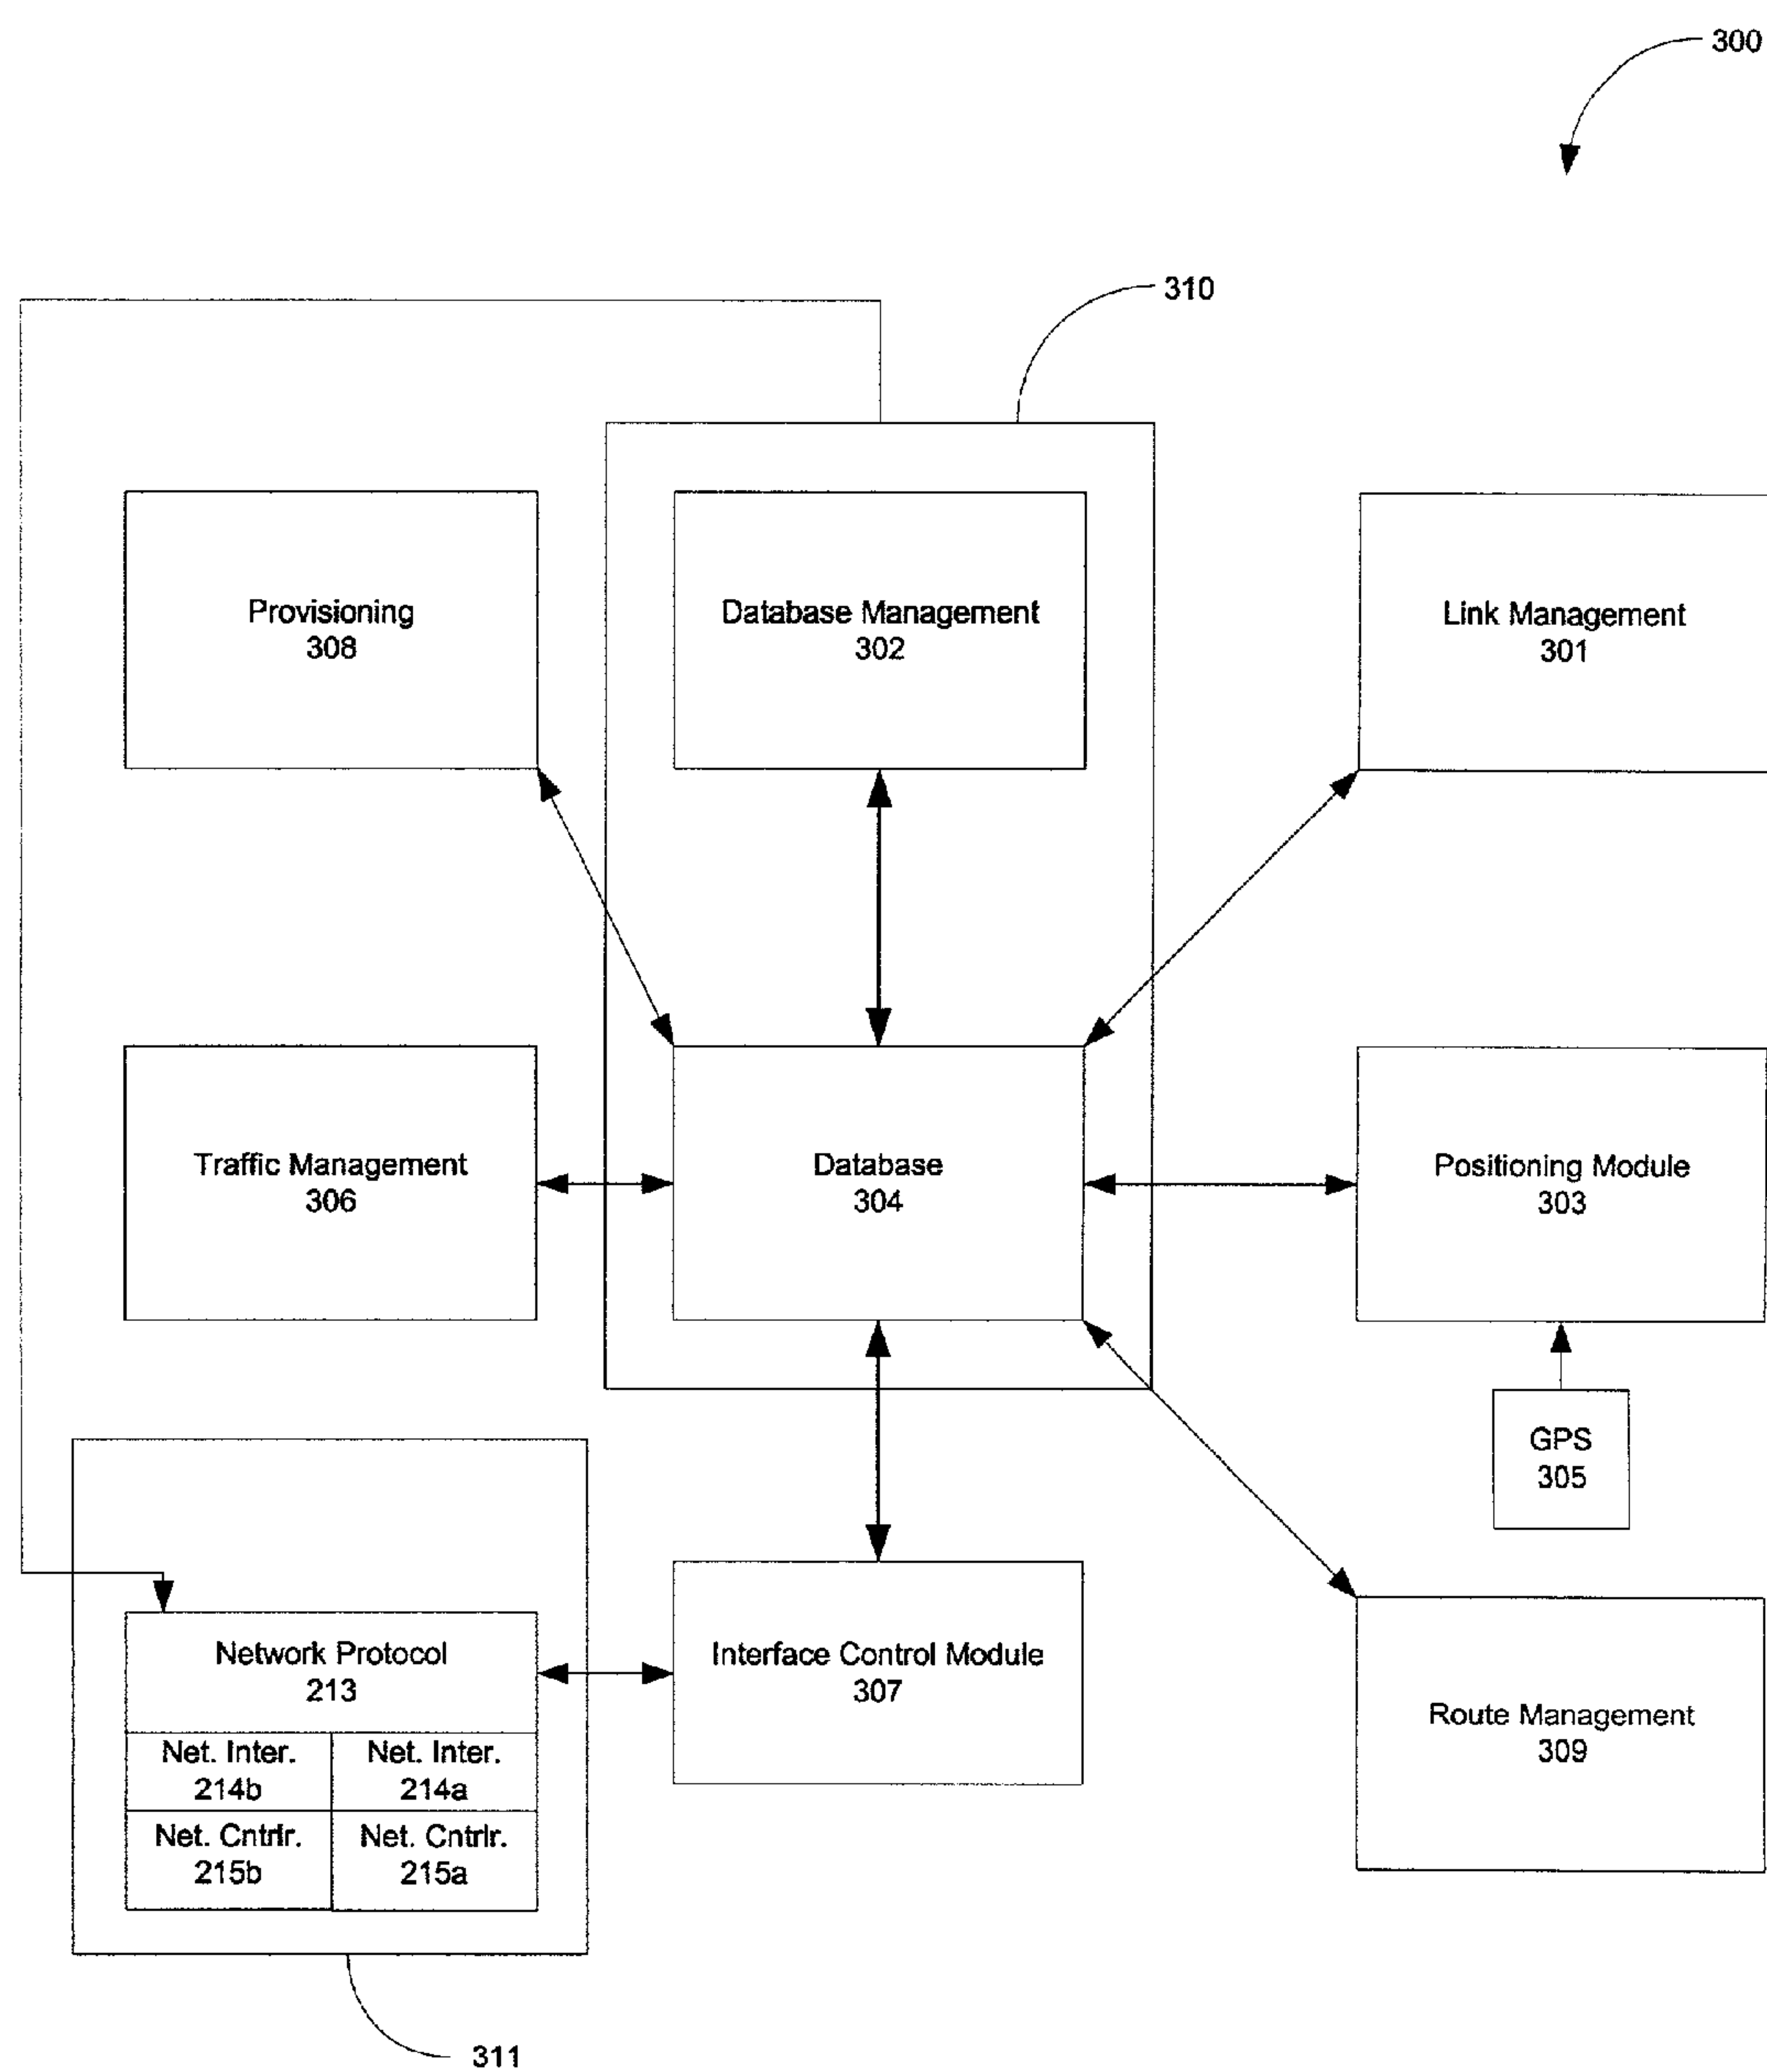 300
310
Provisioning
308
Database Management
302
Link Management
301
Traffic Management
306
Database
304
Positioning Module
303
GPS
305
Network Protocol
213
Net. Inter.
214b
Net. Inter.
214a
Net. Cntrlr.
215b
Net. Cntrlr.
215a
Interface Control Module
307
Route Management
309
311